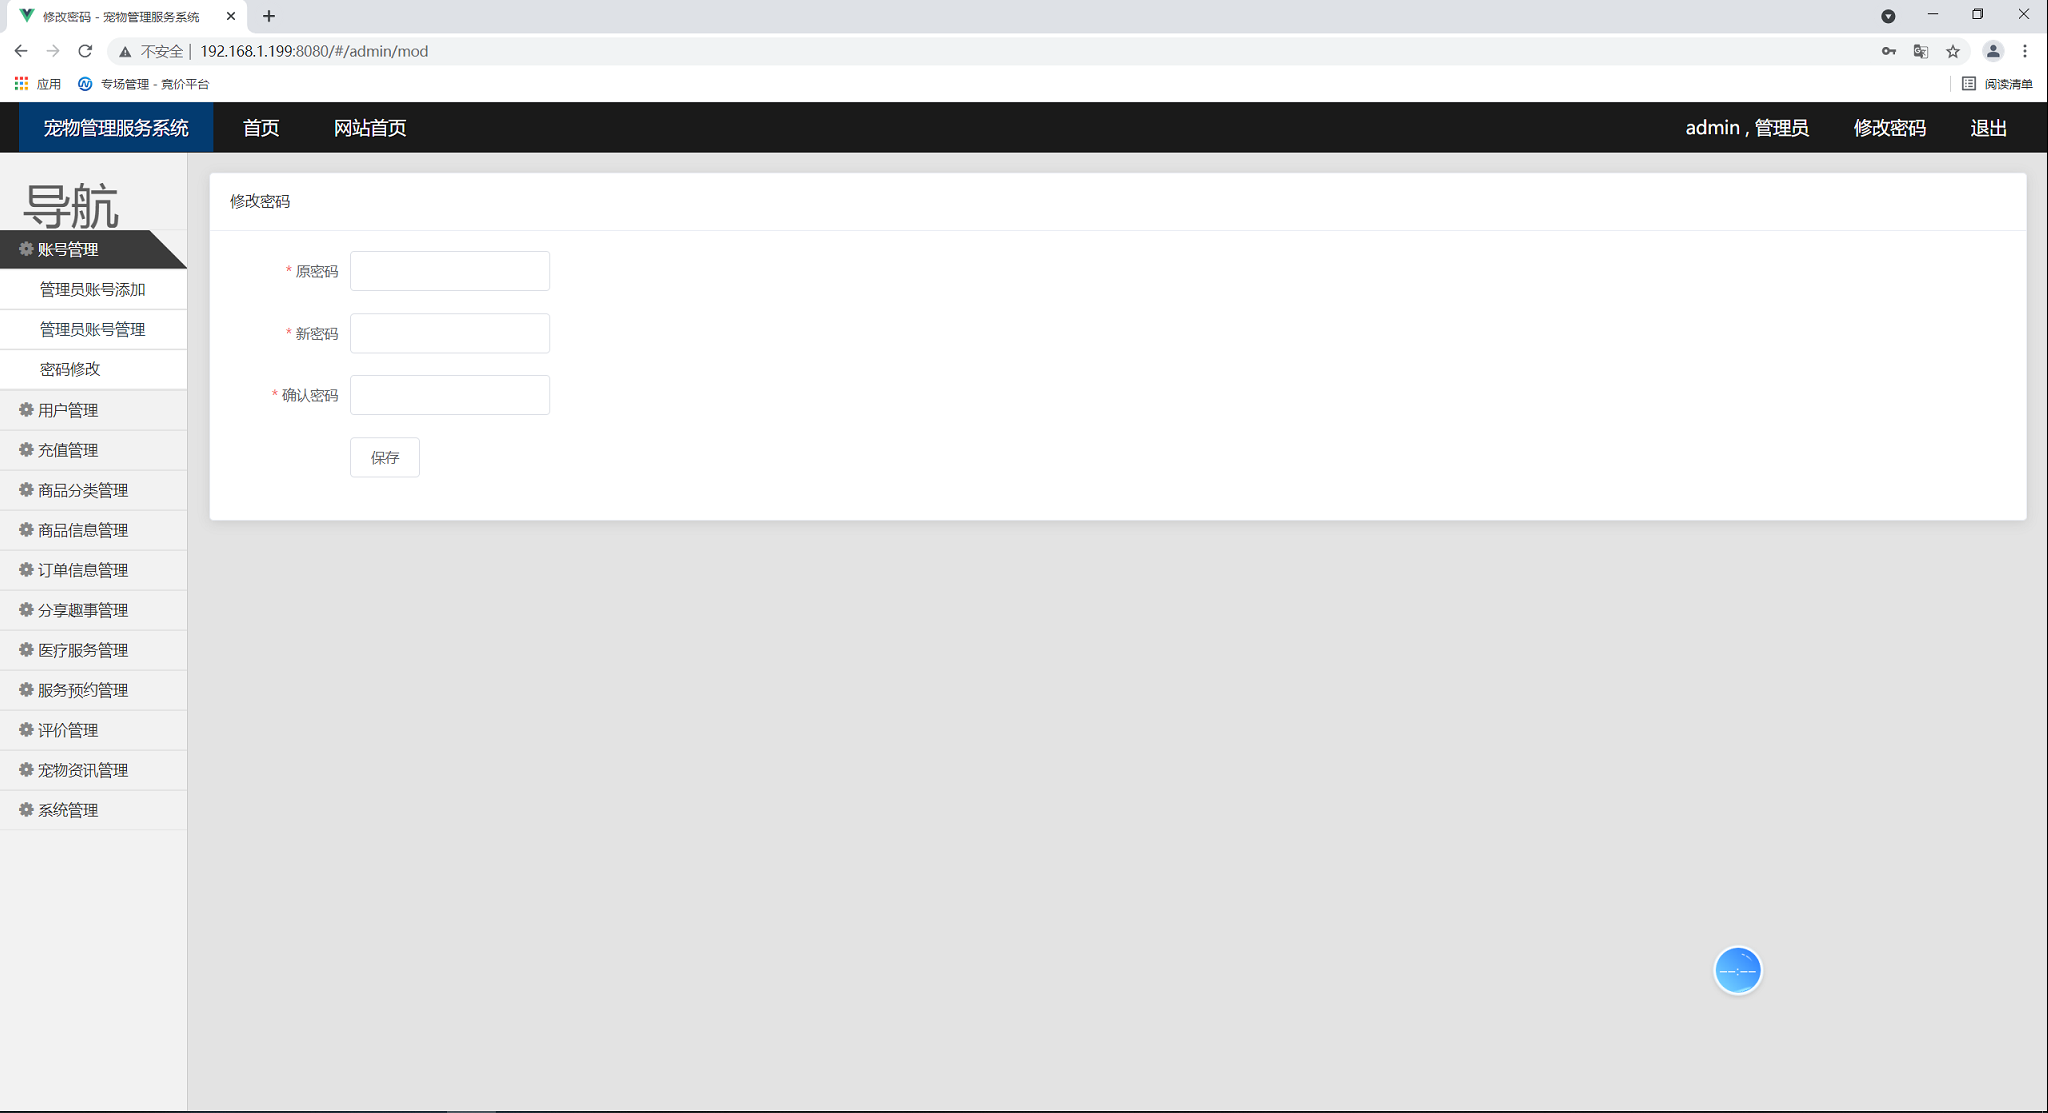 修改密码 - 宠物管理服务系统
不安全 | 192.168.1.199:8080/#/admin/mod
应用 专场管理 - 竞价平台 阅读清单
宠物管理服务系统 首页 网站首页 admin , 管理员 修改密码 退出
导航
账号管理
管理员账号添加
管理员账号管理
密码修改
用户管理
充值管理
商品分类管理
商品信息管理
订单信息管理
分享趣事管理
医疗服务管理
服务预约管理
评价管理
宠物资讯管理
系统管理
修改密码
* 原密码
* 新密码
* 确认密码
保存
--:--